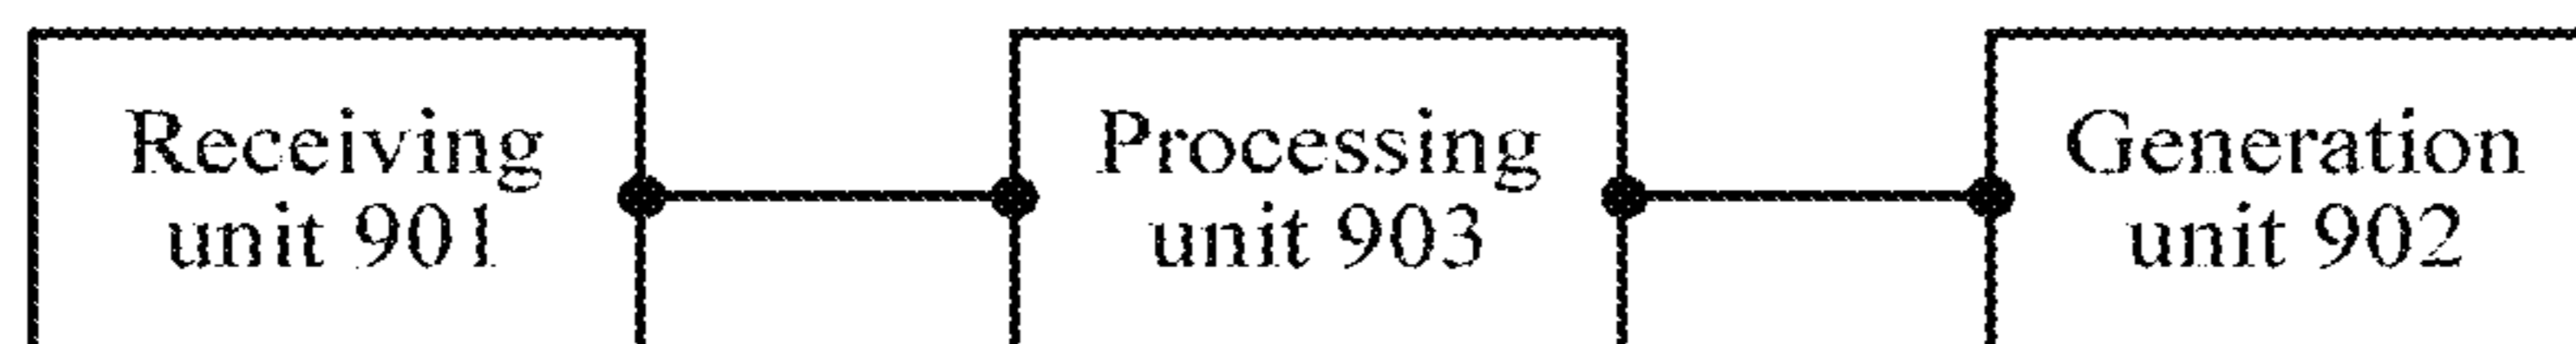 Receiving
unit 901
Processing
unit 903
Generation
unit 902